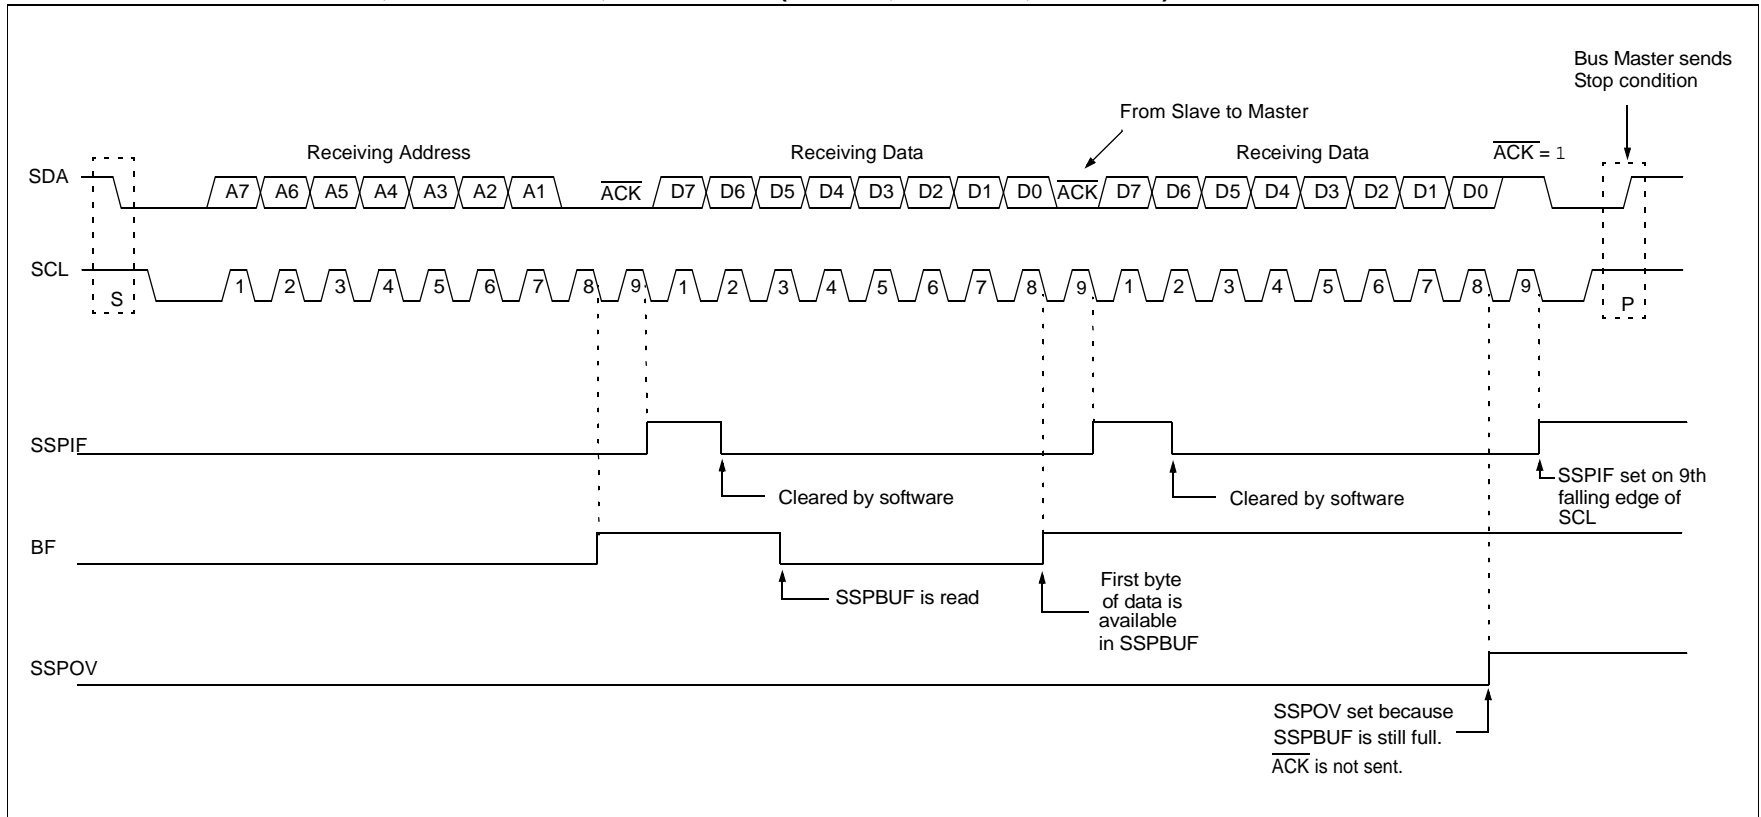 Bus Master sends
Stop condition
From Slave to Master
Receiving Address
Receiving Data
Receiving Data
ACK = 1
SDA
A7 A6 A5 A4 A3 A2 A1 ACK D7 D6 D5 D4 D3 D2 D1 D0 ACK D7 D6 D5 D4 D3 D2 D1 D0
SCL
S 1 2 3 4 5 6 7 8 9 1 2 3 4 5 6 7 8 9 1 2 3 4 5 6 7 8 9 P
SSPIF
Cleared by software
Cleared by software
SSPIF set on 9th
falling edge of
SCL
BF
SSPBUF is read
First byte
of data is
available
in SSPBUF
SSPOV
SSPOV set because
SSPBUF is still full.
ACK is not sent.